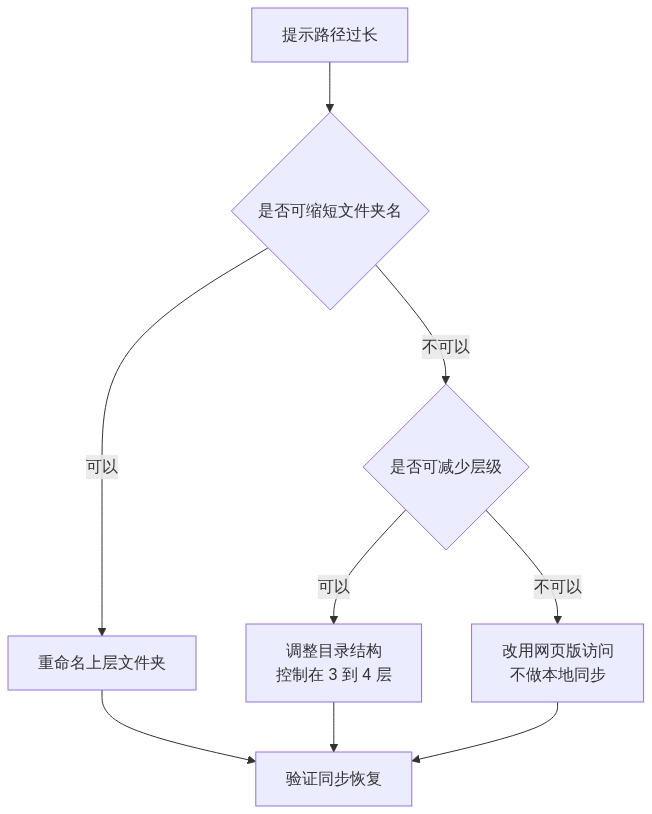 提示路径过长
是否可缩短文件夹名
不可以
可以
是否可减少层级
可以
不可以
重命名上层文件夹
调整目录结构
控制在 3 到 4 层
改用网页版访问
不做本地同步
验证同步恢复